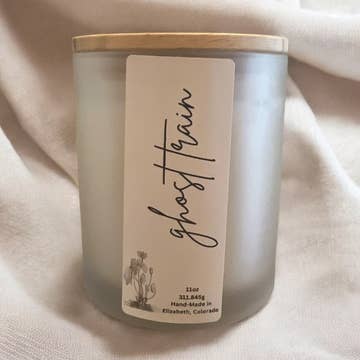 ghost train
11oz
311.845g
Hand-Made in
Elizabeth, Colorado